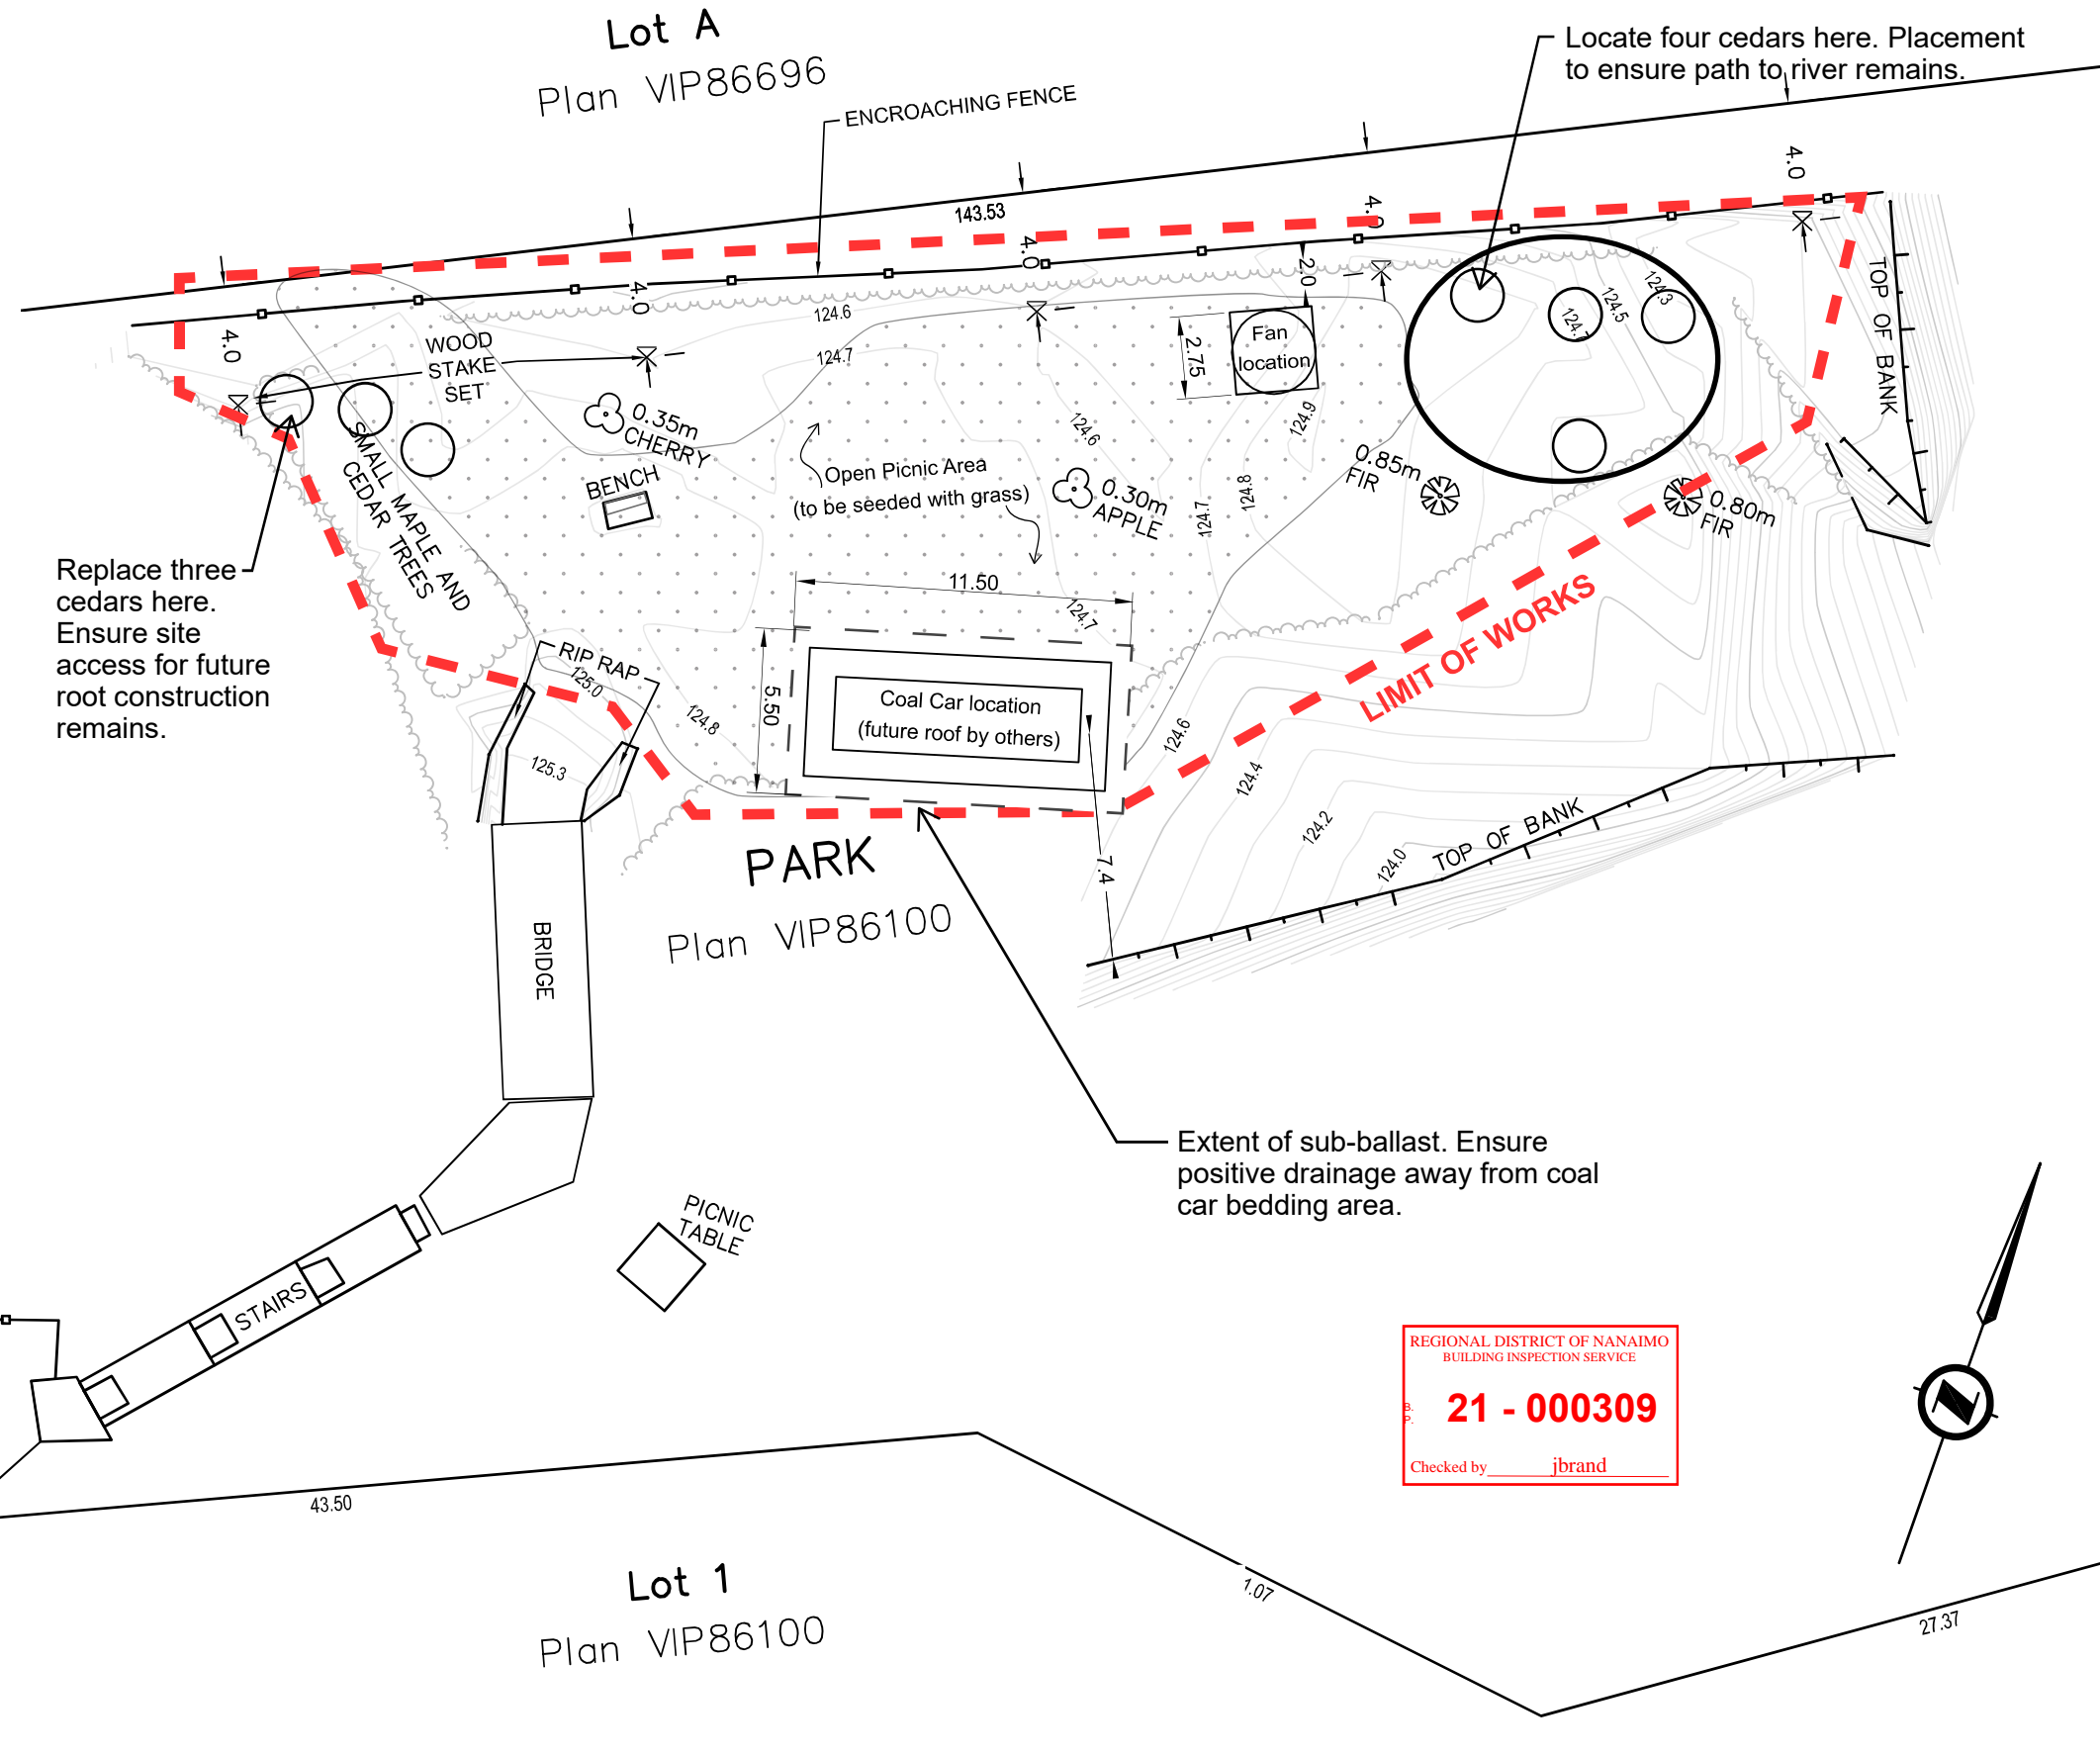 Lot A
Plan VIP86696
ENCROACHING FENCE
Locate four cedars here. Placement
to ensure path to river remains.
143.53
4.0
4.0
4.0
4.0
4.0
2.0
WOOD
STAKE
SET
124.6
124.7
Fan
location
2.75
124.7
124.5
124.3
TOP OF BANK
0.35m
CHERRY
BENCH
SMALL MAPLE AND
CEDAR TREES
Open Picnic Area
(to be seeded with grass)
124.6
124.9
0.30m
APPLE
124.7
124.8
0.85m
FIR
0.80m
FIR
Replace three
cedars here.
Ensure site
access for future
root construction
remains.
11.50
124.7
5.50
RIP RAP
125.0
124.8
125.3
Coal Car location
(future roof by others)
LIMIT OF WORKS
124.6
124.4
124.2
124.0
TOP OF BANK
7.4
PARK
Plan VIP86100
BRIDGE
Extent of sub-ballast. Ensure
positive drainage away from coal
car bedding area.
PICNIC
TABLE
STAIRS
REGIONAL DISTRICT OF NANAIMO
BUILDING INSPECTION SERVICE
B.
P.
21 - 000309
Checked by jbrand
N
43.50
1.07
27.37
Lot 1
Plan VIP86100